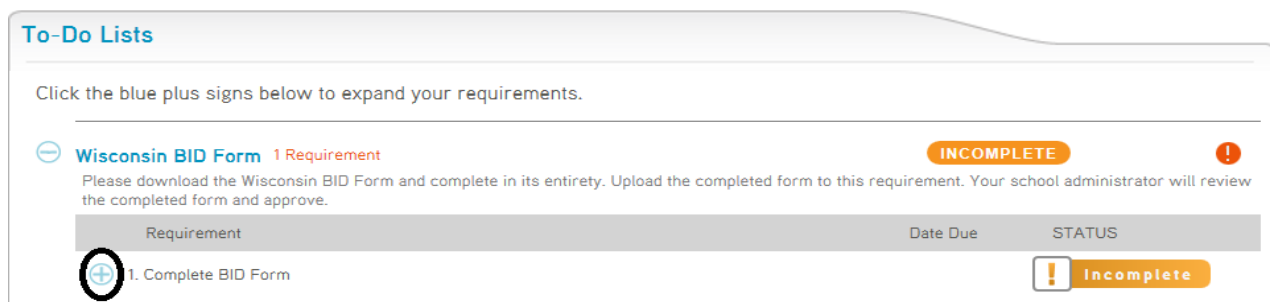 To-Do Lists
Click the blue plus signs below to expand your requirements.
Wisconsin BID Form 1 Requirement INCOMPLETE !
Please download the Wisconsin BID Form and complete in its entirety. Upload the completed form to this requirement. Your school administrator will review
the completed form and approve.
Requirement Date Due STATUS
1. Complete BID Form ! Incomplete